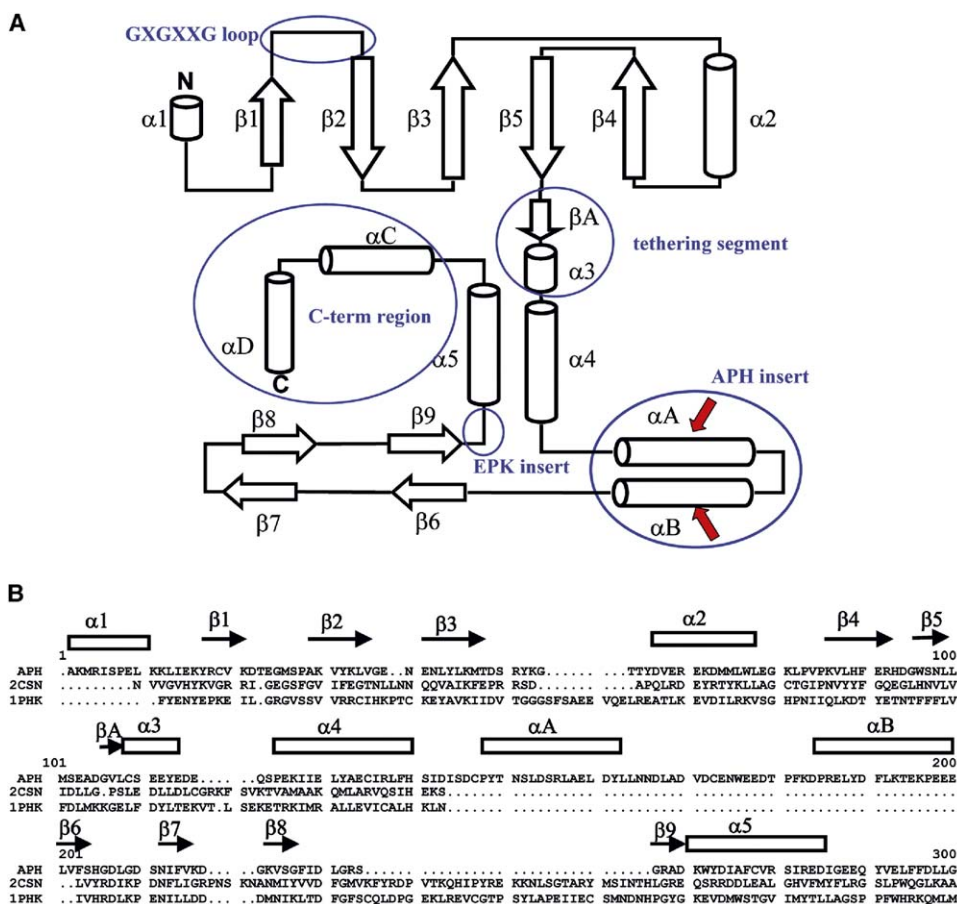 A
GXGXXG loop
N
α1
β1
β2
β3
β5
β4
α2
βA
tethering segment
α3
αC
C-term region
αD
C
α5
α4
APH insert
αA
αB
β8
β9
EPK insert
β7
β6
B
α1 β1 β2 β3 α2 β4 β5
1 100
APH .AKMRISPEL KKLIEKYRCV KDTEGMSPAK VYKLVGE..N ENLYLKMTDS RYKG...... TTYDVERE EKDMMLWLEG KLPVPKVLHF ERHDGWSNLL
2CSN .........N VVGVHYKVGR RI.GEGSFGV IFEGTNLLNN QQVAIKFEPR RSD....... APQLRD EYRTYKLLAG CTGIPNVYYF GQEGLHNVLV
1PHK .......... FYENYEPKE IL.GRGVSSV VRRCIHKPTC KEYAVKIIDV TGGGSFSAEE VQELREATLK EVDILRKVSG HPNIIQLKDT YETNTFFFLV
βA α3 α4 αA αB
101 200
APH MSEADGVLCS EEYEDE.... .QSPEKIIE LYAECIRLFH SIDISDCPYT NSLDSRLAEL DYLLNNDLAD VDCENWEEDT PFKDPRELYD FLKTEKPEEE
2CSN IDLLG.PSLE DLLDLCGRKF SVKTVAMAAK QMLARVQSIH EKS....... .......... .......... .......... .......... ..........
1PHK FDLMKKGELF DYLTEKVT.L SEKETRKIMR ALLEVICALH KLN....... .......... .......... .......... .......... ..........
β6 β7 β8 β9 α5
201 300
APH LVFSHGDLGD SNIFVKD... .GKVSGFID LGRS...... .......... .......... GRAD KWYDIAFCVR SIREDIGEEQ YVELFFDLLG
2CSN ..LVYRDIKP DNFLIGRPNS KNANMIYVVD FGMVKFYRDP VTKQHIPYRE KKNLSGTARY MSINTHLGRE QSRRDDLEAL GHVFMYFLRG SLPWQGLKAA
1PHK ..IVHRDLKP ENILLDD... .DMNIKLTD FGFSCQLDPG EKLREVCGTP SYLAPEIIEC SMNDNHPGYG KEVDMWSTGV IMYTLLAGSP PFWHRKQMLM